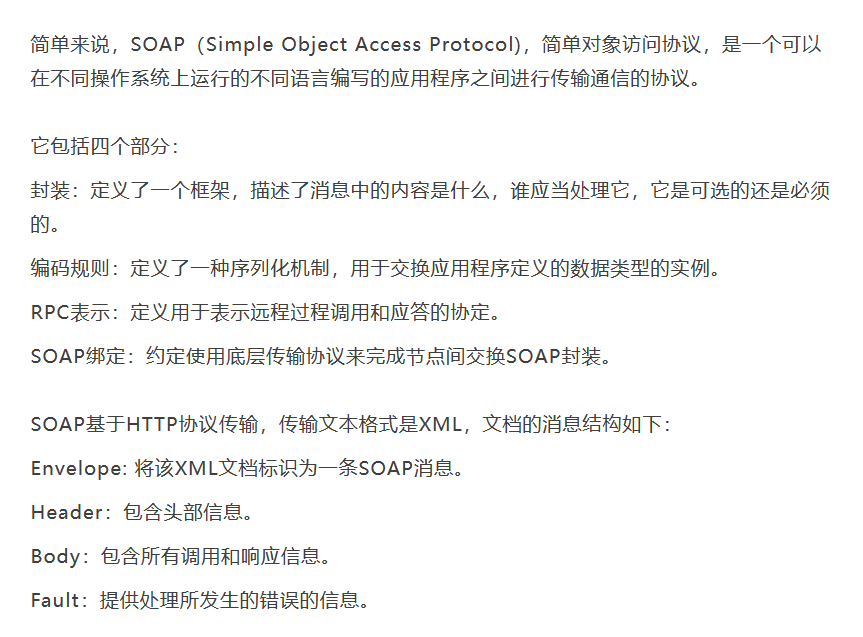 简单来说，SOAP（Simple Object Access Protocol)，简单对象访问协议，是一个可以
在不同操作系统上运行的不同语言编写的应用程序之间进行传输通信的协议。
它包括四个部分：
封装：定义了一个框架，描述了消息中的内容是什么，谁应当处理它，它是可选的还是必须
的。
编码规则：定义了一种序列化机制，用于交换应用程序定义的数据类型的实例。
RPC表示：定义用于表示远程过程调用和应答的协定。
SOAP绑定：约定使用底层传输协议来完成节点间交换SOAP封装。
SOAP基于HTTP协议传输，传输文本格式是XML，文档的消息结构如下：
Envelope: 将该XML文档标识为一条SOAP消息。
Header：包含头部信息。
Body：包含所有调用和响应信息。
Fault：提供处理所发生的错误的信息。